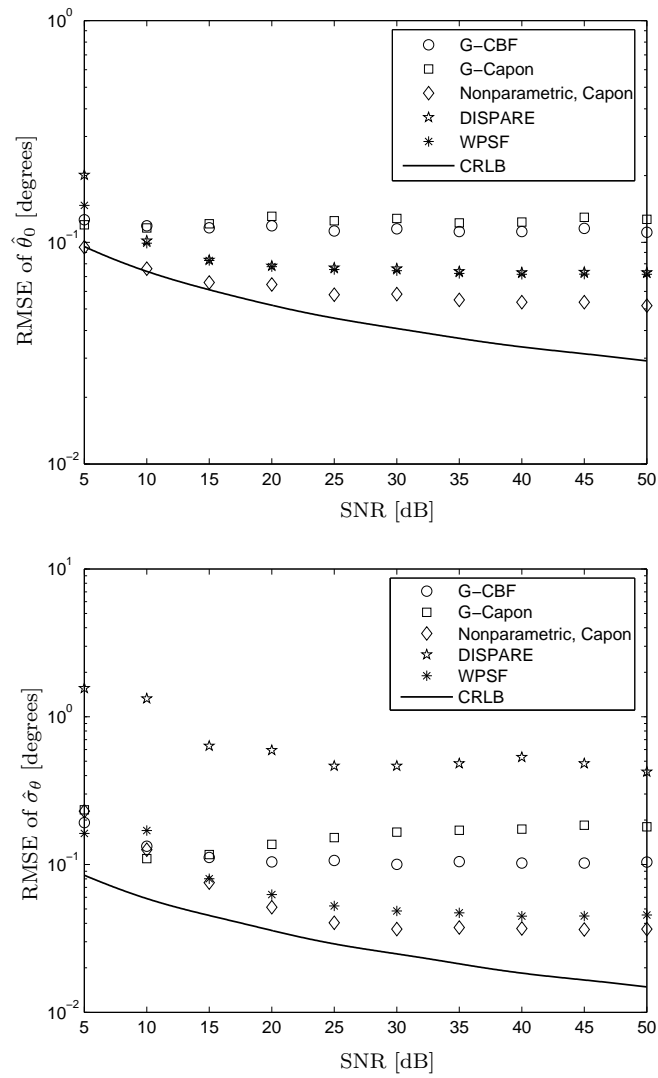 10^0
G−CBF
G−Capon
Nonparametric, Capon
DISPARE
WPSF
CRLB
RMSE of θ̂_0 [degrees]
10^{-1}
10^{-2}
5 10 15 20 25 30 35 40 45 50
SNR [dB]
10^1
G−CBF
G−Capon
Nonparametric, Capon
DISPARE
WPSF
CRLB
RMSE of σ̂_θ [degrees]
10^0
10^{-1}
10^{-2}
5 10 15 20 25 30 35 40 45 50
SNR [dB]